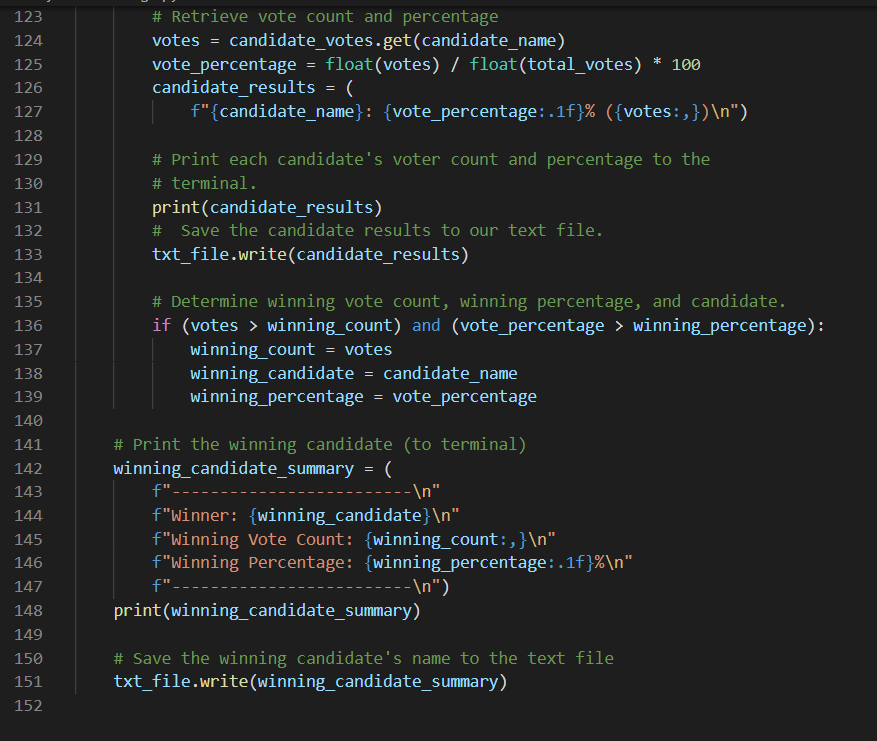 123 # Retrieve vote count and percentage
124 votes = candidate_votes.get(candidate_name)
125 vote_percentage = float(votes) / float(total_votes) * 100
126 candidate_results = (
127 f"{candidate_name}: {vote_percentage:.1f}% ({votes:,})\n")
128
129 # Print each candidate's voter count and percentage to the
130 # terminal.
131 print(candidate_results)
132 #  Save the candidate results to our text file.
133 txt_file.write(candidate_results)
134
135 # Determine winning vote count, winning percentage, and candidate.
136 if (votes > winning_count) and (vote_percentage > winning_percentage):
137 winning_count = votes
138 winning_candidate = candidate_name
139 winning_percentage = vote_percentage
140
141 # Print the winning candidate (to terminal)
142 winning_candidate_summary = (
143 f"-------------------------\n"
144 f"Winner: {winning_candidate}\n"
145 f"Winning Vote Count: {winning_count:,}\n"
146 f"Winning Percentage: {winning_percentage:.1f}%\n"
147 f"-------------------------\n")
148 print(winning_candidate_summary)
149
150 # Save the winning candidate's name to the text file
151 txt_file.write(winning_candidate_summary)
152